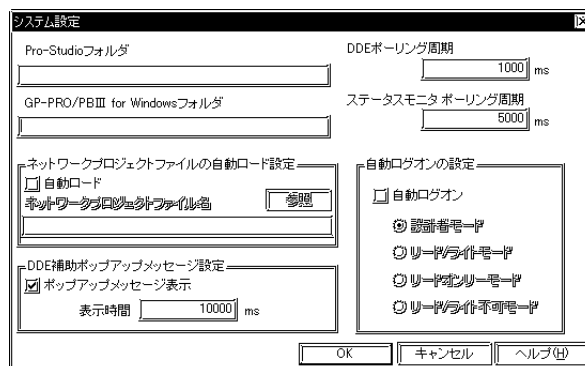 システム設定
Pro-Studioフォルダ
DDEポーリング周期
1000 ms
GP-PRO/PBⅢ for Windowsフォルダ
ステータスモニタ ポーリング周期
5000 ms
ネットワークプロジェクトファイルの自動ロード設定
自動ロード
ネットワークプロジェクトファイル名
参照
DDE補助ポップアップメッセージ設定
ポップアップメッセージ表示
表示時間 10000 ms
自動ログオンの設定
自動ログオン
設計者モード
リード/ライトモード
リードオンリーモード
リード/ライト不可モード
OK キャンセル ヘルプ(H)